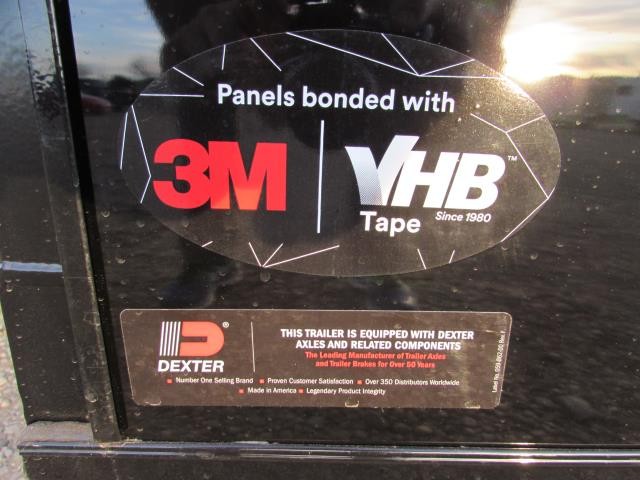 Panels bonded with
3M
VHB™
Tape
Since 1980
DEXTER®
THIS TRAILER IS EQUIPPED WITH DEXTER
AXLES AND RELATED COMPONENTS
The Leading Manufacturer of Trailer Axles
and Trailer Brakes for Over 50 Years
■ Number One Selling Brand ■ Proven Customer Satisfaction ■ Over 350 Distributors Worldwide
■ Made in America ■ Legendary Product Integrity